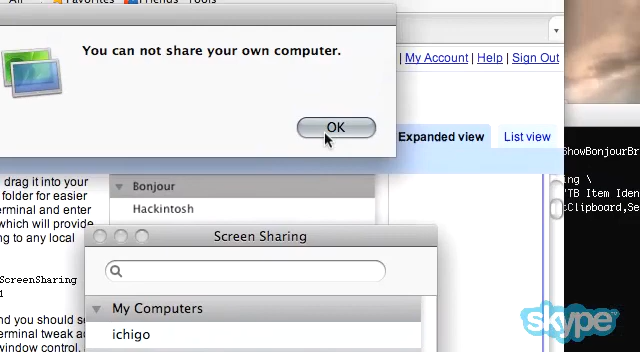 All
Favorites
Friends
Tools
You can not share your own computer.
OK
| My Account | Help | Sign Out
Expanded view
List view
ShowBonjourBr
ing \
'TB Item Iden
tClipboard,Se
drag it into your
folder for easier
erminal and enter
which will provide
ng to any local
ScreenSharing
1
nd you should s
erminal tweak a
window control.
Bonjour
Hackintosh
Screen Sharing
My Computers
ichigo
skype